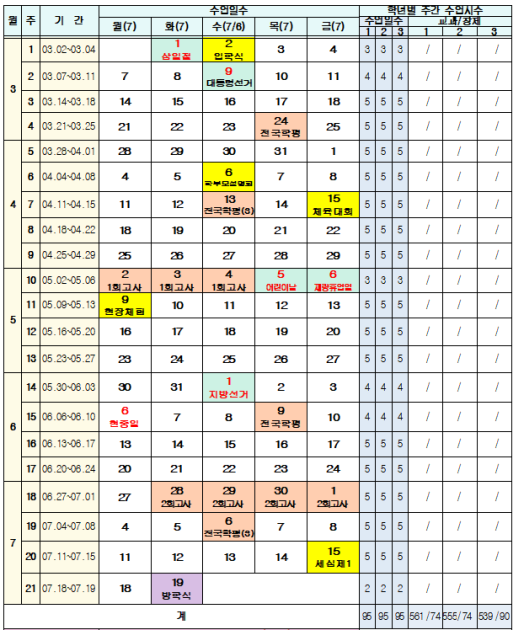 월 주 기 간 수업일수 학년별 주간 수업시수
월(7) 화(7) 수(7/6) 목(7) 금(7) 수업일수 교과/창체
1 2 3 1 2 3
3
1 03.02~03.04 1 2 3 4 3 3 3 / / /
삼일절 입학식
2 03.07~03.11 7 8 9 10 11 4 4 4 / / /
대통령선거
3 03.14~03.18 14 15 16 17 18 5 5 5 / / /
4 03.21~03.25 21 22 23 24 25 5 5 5 / / /
전국학평
4
5 03.28~04.01 28 29 30 31 1 5 5 5 / / /
6 04.04~04.08 4 5 6 7 8 5 5 5 / / /
7 04.11~04.15 11 12 13 14 15 5 5 5 / / /
전국학평(3) 체육대회
8 04.18~04.22 18 19 20 21 22 5 5 5 / / /
9 04.25~04.29 25 26 27 28 29 5 5 5 / / /
5
10 05.02~05.06 2 3 4 5 6 3 3 3 / / /
1회고사 1회고사 1회고사 어린이날 재량휴업일
11 05.09~05.13 9 10 11 12 13 5 5 5 / / /
현장체험
12 05.16~05.20 16 17 18 19 20 5 5 5 / / /
13 05.23~05.27 23 24 25 26 27 5 5 5 / / /
6
14 05.30~06.03 30 31 1 2 3 4 4 4 / / /
지방선거
15 06.06~06.10 6 7 8 9 10 4 4 4 / / /
현충일 전국학평
16 06.13~06.17 13 14 15 16 17 5 5 5 / / /
17 06.20~06.24 20 21 22 23 24 5 5 5 / / /
7
18 06.27~07.01 27 28 29 30 1 5 5 5 / / /
2회고사 2회고사 2회고사 2회고사
19 07.04~07.08 4 5 6 7 8 5 5 5 / / /
전국학평(3)
20 07.11~07.15 11 12 13 14 15 5 5 5 / / /
세심제1
21 07.18~07.19 18 19 2 2 2 / / /
방학식
계 95 95 95 561/74 555/74 539/90